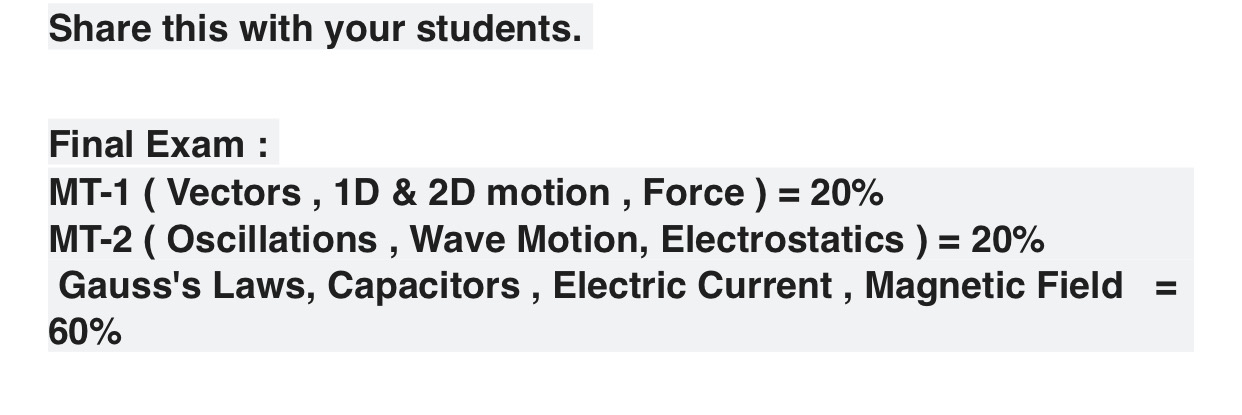 Share this with your students.
Final Exam :
MT-1 ( Vectors , 1D & 2D motion , Force ) = 20%
MT-2 ( Oscillations , Wave Motion, Electrostatics ) = 20%
Gauss's Laws, Capacitors , Electric Current , Magnetic Field =
60%